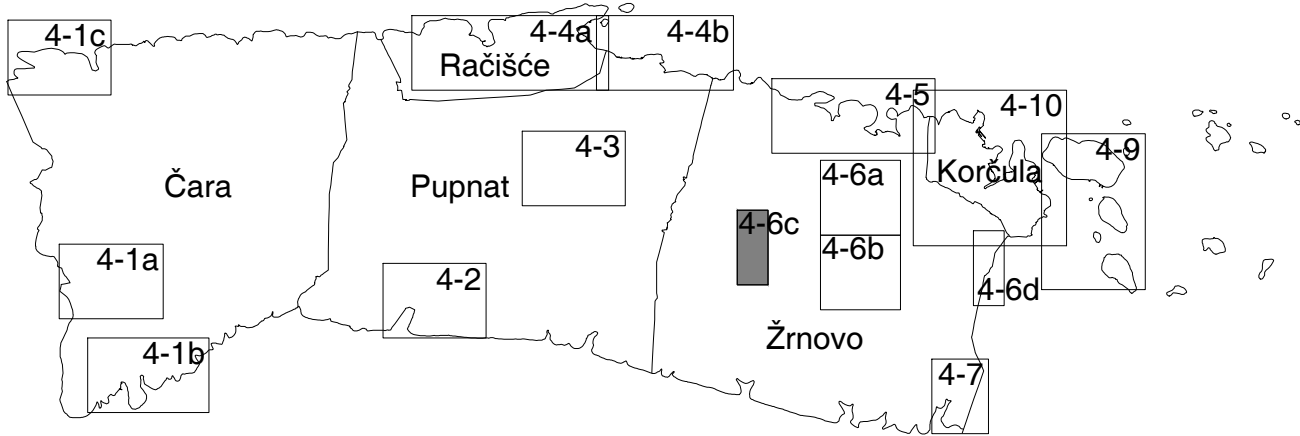 4-1c
4-4a
4-4b
Račišće
4-5
4-10
4-3
4-9
Čara
Pupnat
4-6a
Korčula
4-6c
4-6b
4-1a
4-2
4-6d
Žrnovo
4-1b
4-7